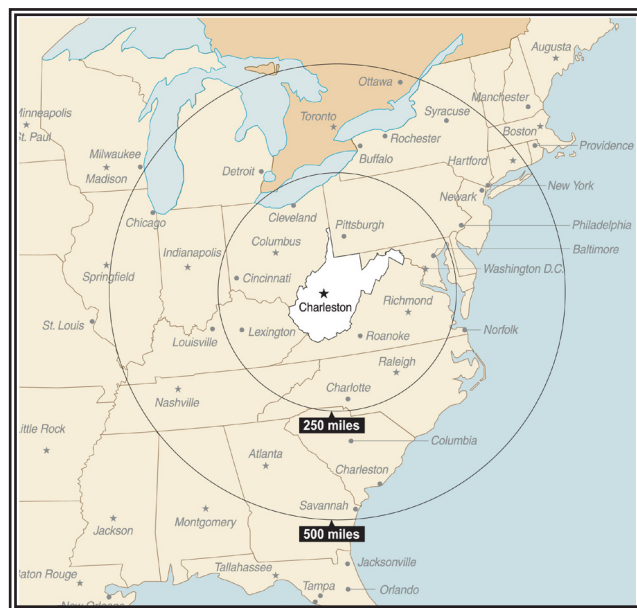 Augusta
Ottawa
Minneapolis
St. Paul
Manchester
Toronto
Syracuse
Boston
Rochester
Milwaukee
Buffalo
Providence
Madison
Detroit
Hartford
New York
Cleveland
Newark
Chicago
Pittsburgh
Columbus
Philadelphia
Indianapolis
Baltimore
Springfield
Cincinnati
Washington D.C.
Charleston
Richmond
St. Louis
Lexington
Roanoke
Norfolk
Louisville
Raleigh
Nashville
Charlotte
250 miles
Little Rock
Columbia
Atlanta
Charleston
Savannah
Jackson
Montgomery
500 miles
Jacksonville
Tallahassee
Baton Rouge
Tampa
Orlando
New Orleans